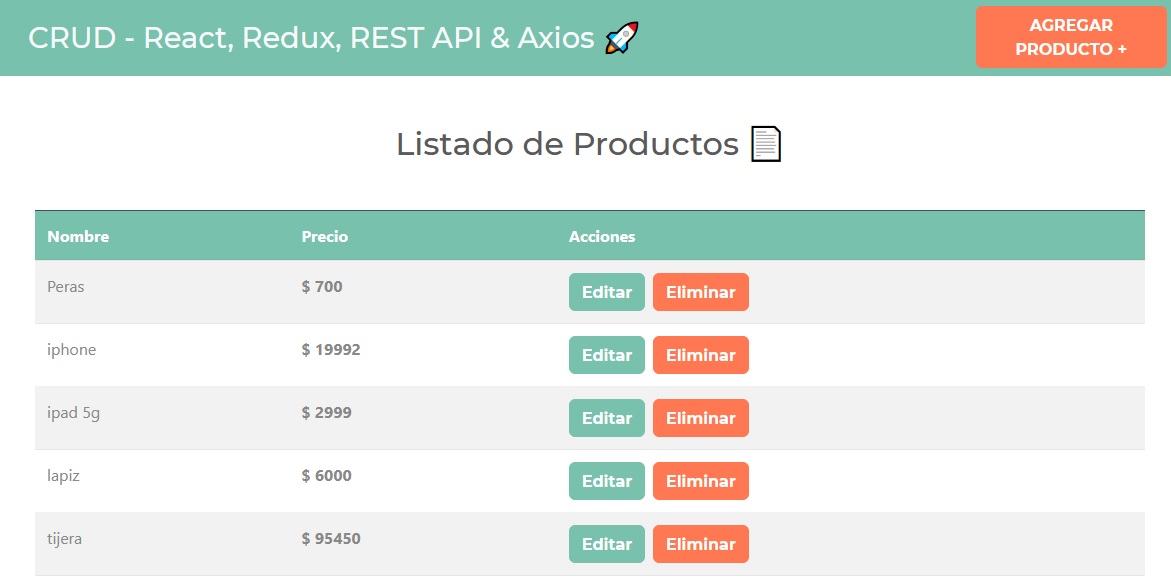 CRUD - React, Redux, REST API & Axios 🚀
AGREGAR
PRODUCTO +
Listado de Productos
Nombre Precio Acciones
Peras $ 700 Editar Eliminar
iphone $ 19992 Editar Eliminar
ipad 5g $ 2999 Editar Eliminar
lapiz $ 6000 Editar Eliminar
tijera $ 95450 Editar Eliminar